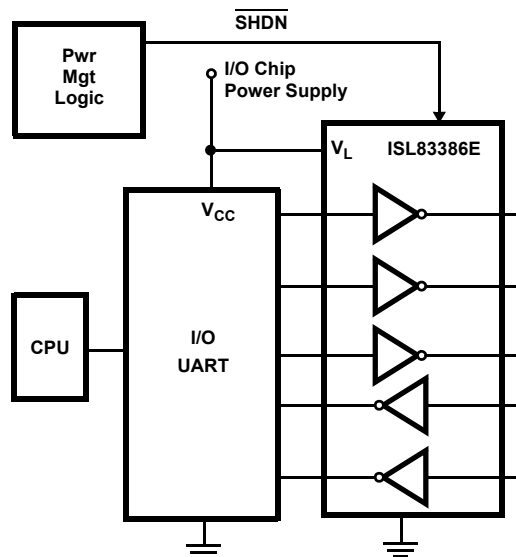 SHDN
Pwr
Mgt
Logic
I/O Chip
Power Supply
VL
ISL83386E
VCC
CPU
I/O
UART